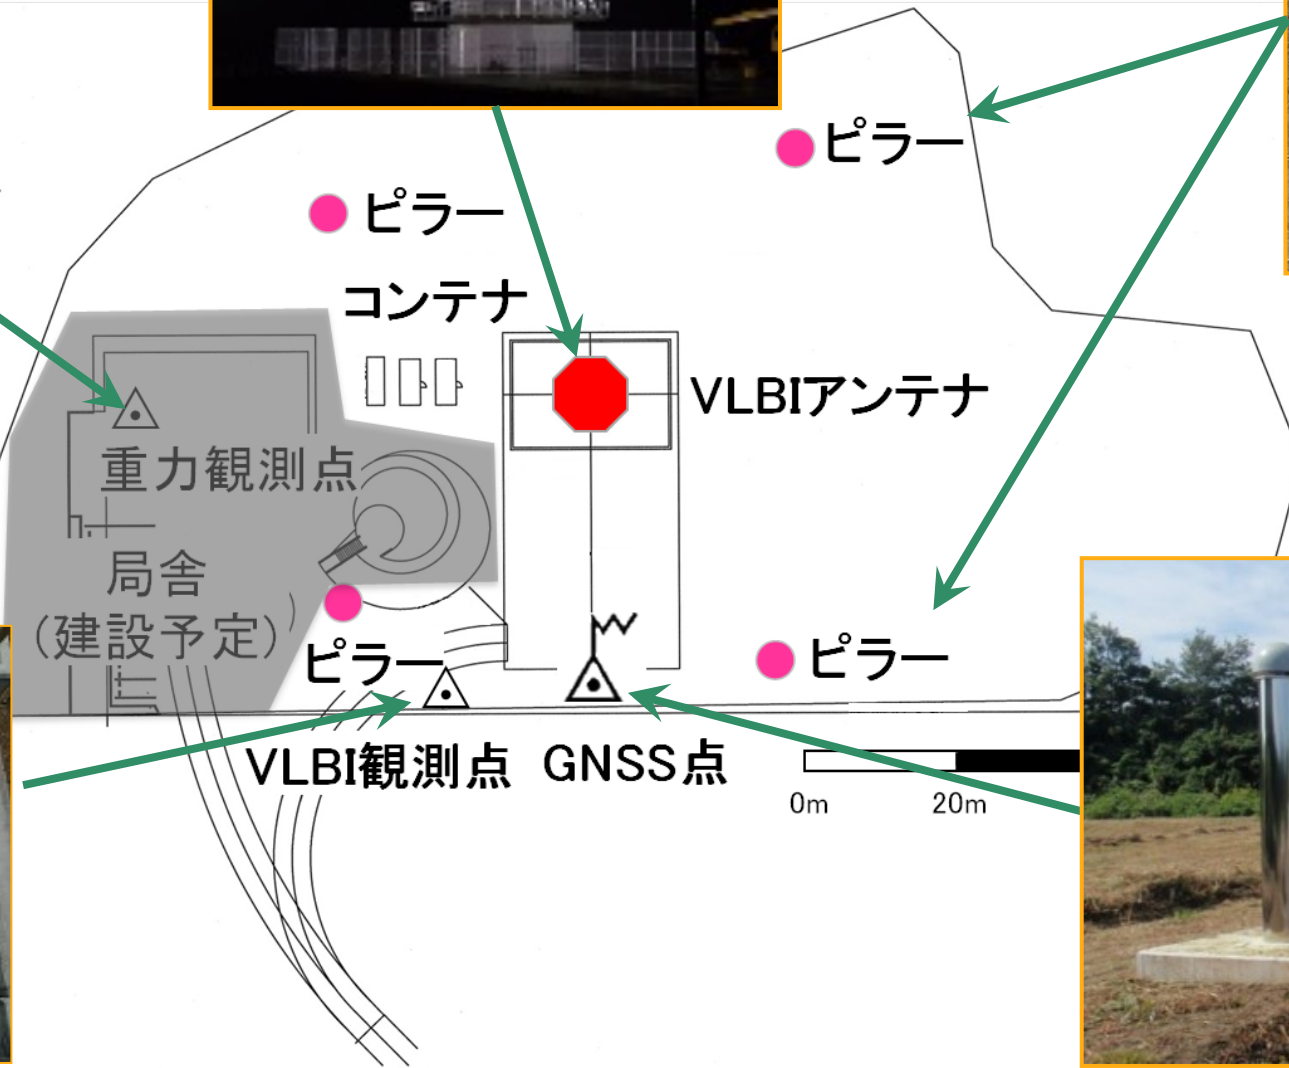 ピラー
ピラー
コンテナ
VLBIアンテナ
重力観測点
局舎
(建設予定)
ピラー
ピラー
VLBI観測点
GNSS点
0m
20m